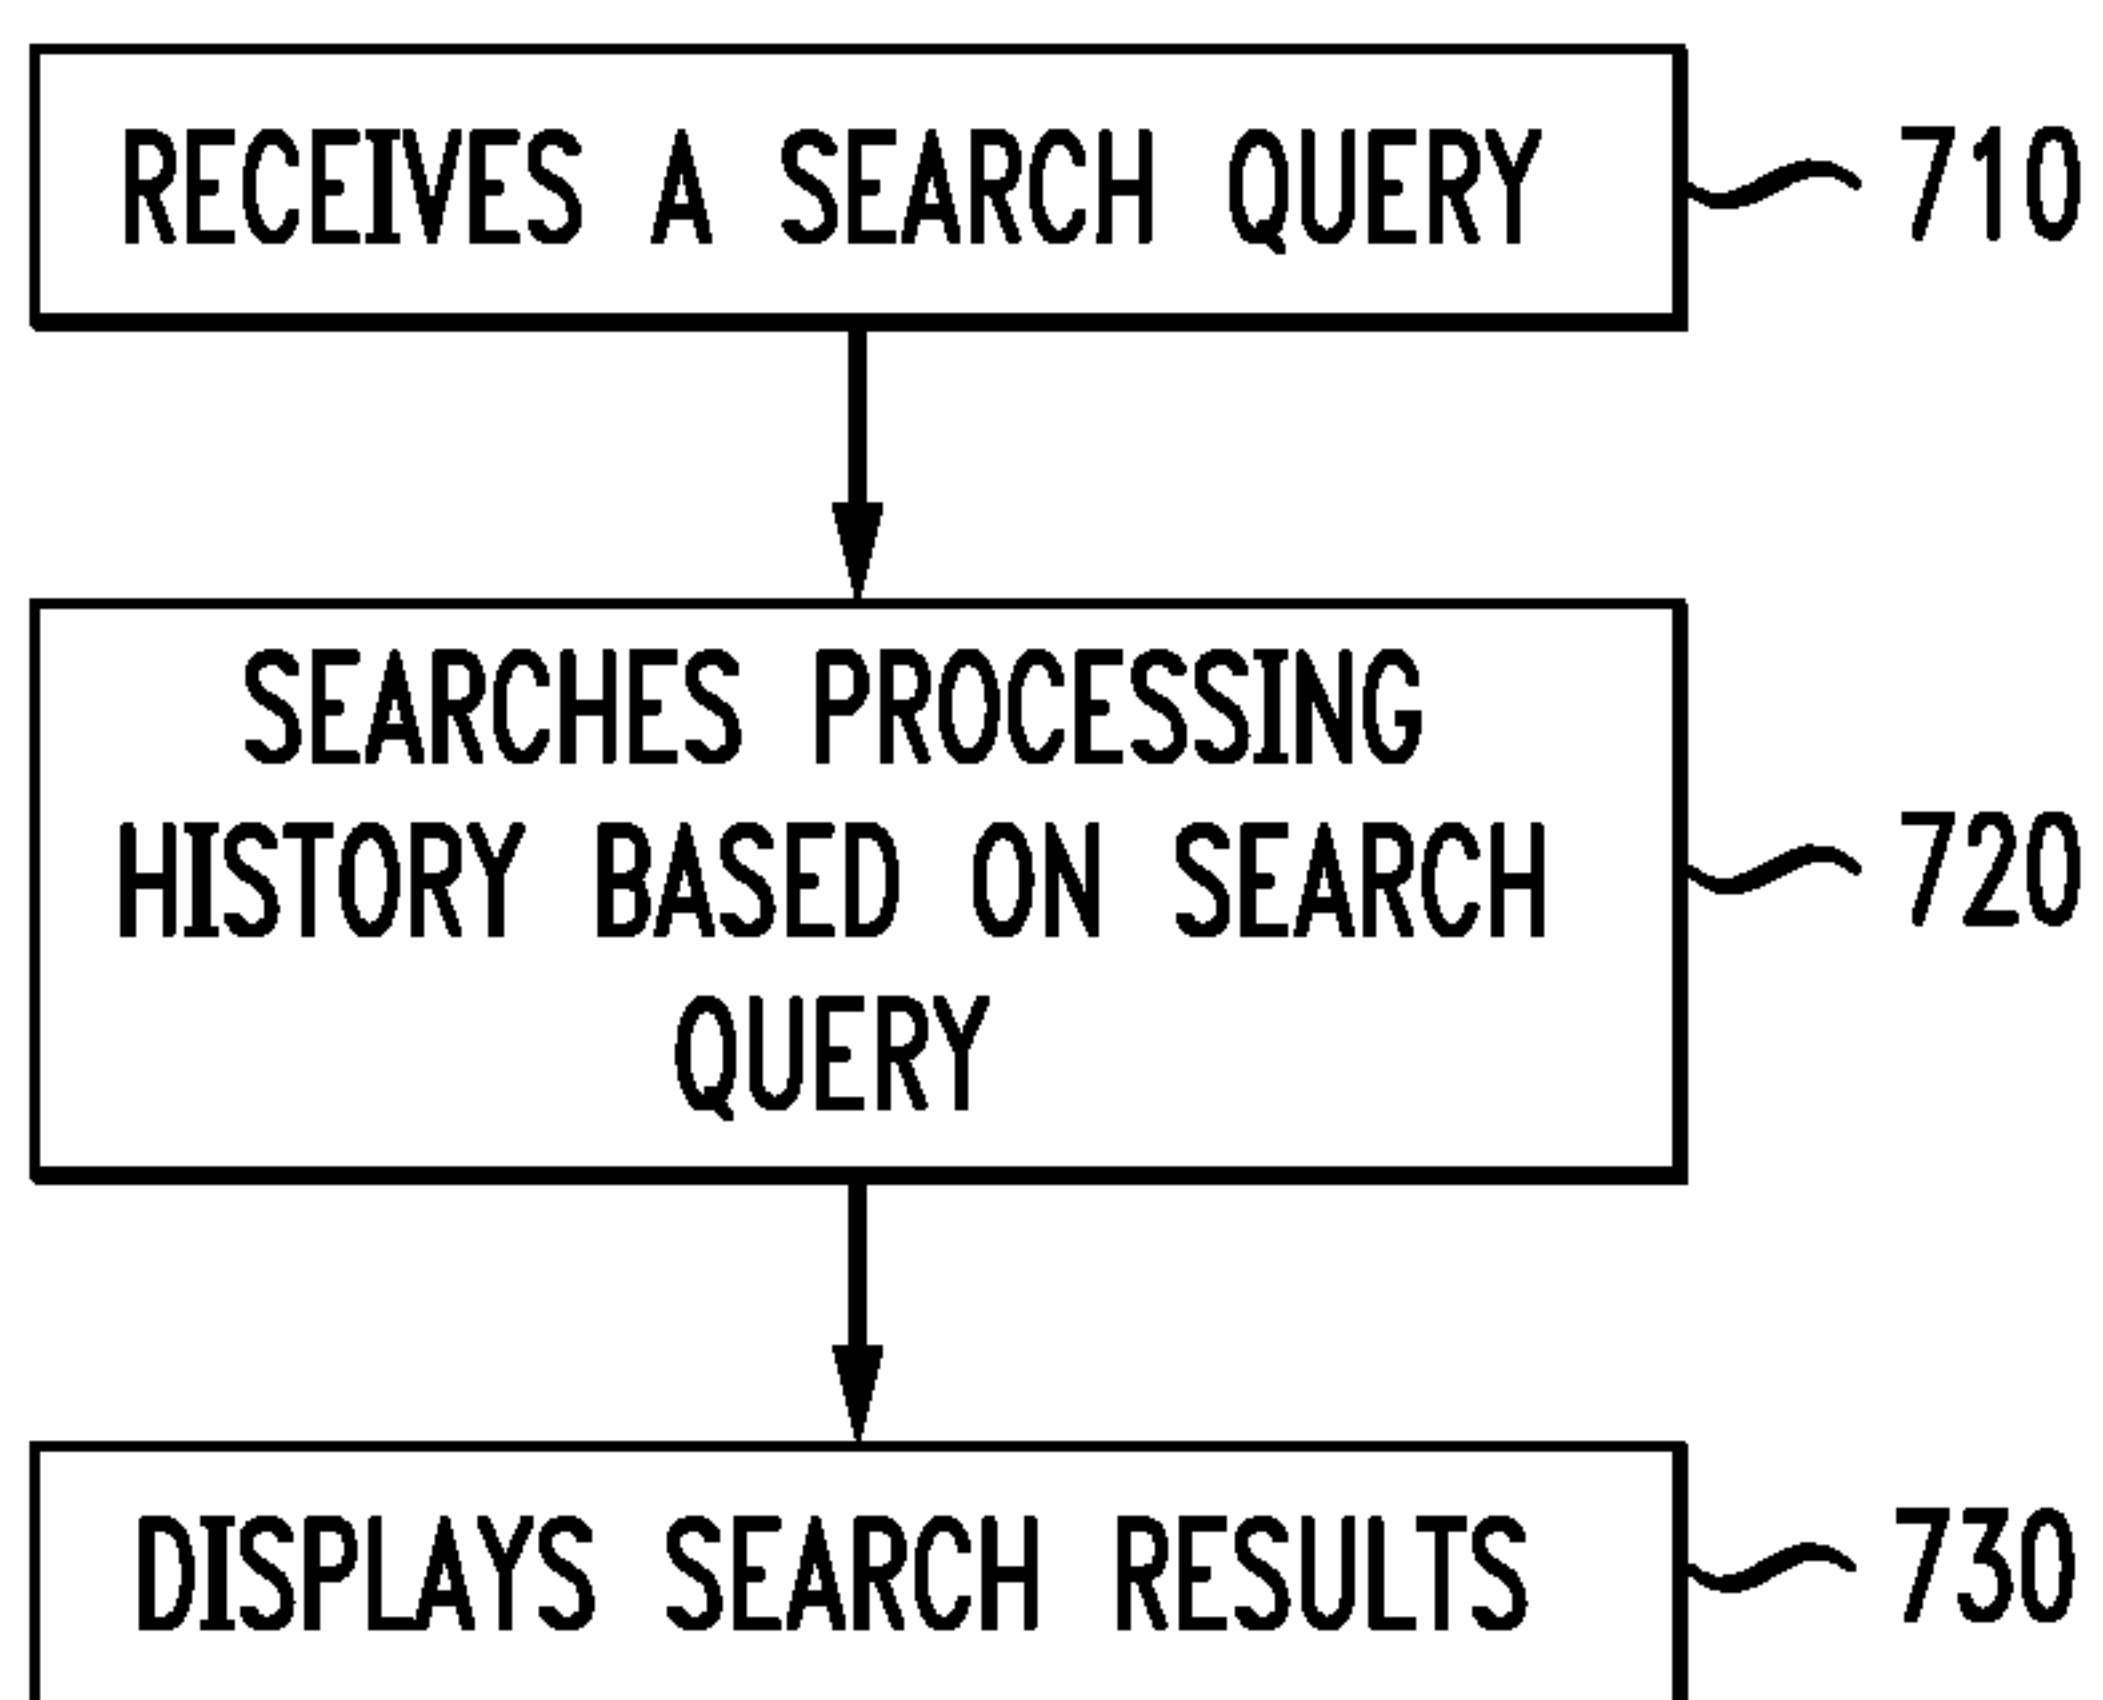 RECEIVES A SEARCH QUERY 710
SEARCHES PROCESSING
HISTORY BASED ON SEARCH 720
QUERY
DISPLAYS SEARCH RESULTS 730